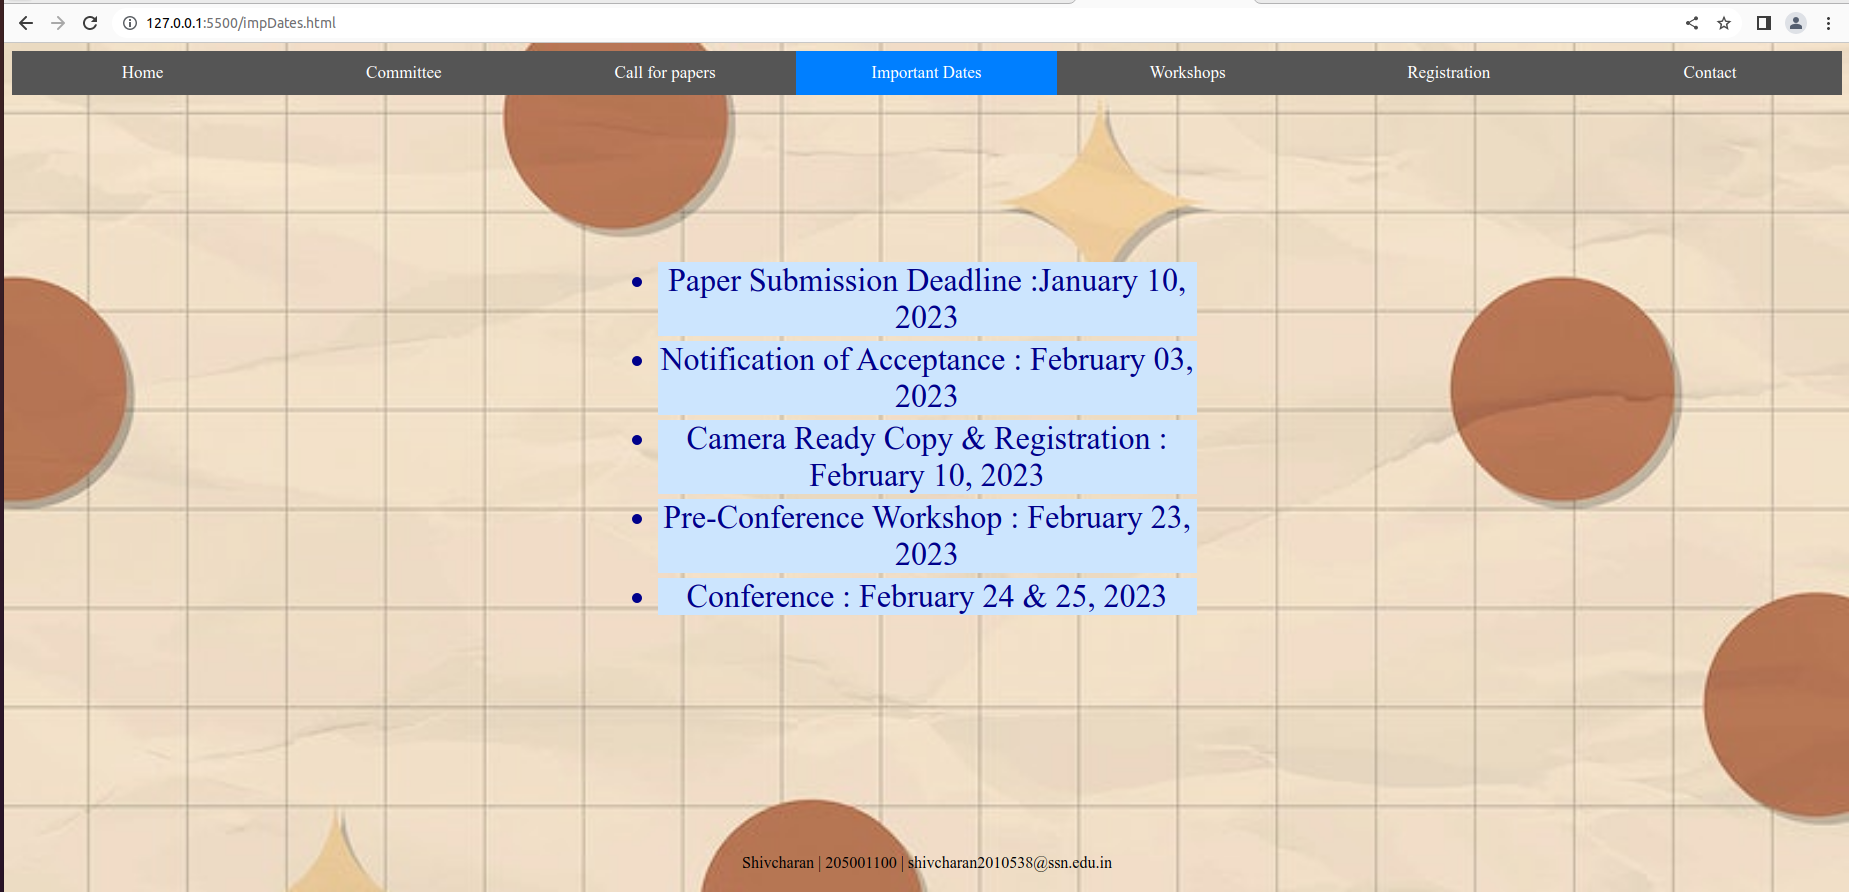 127.0.0.1:5500/impDates.html
Home Committee Call for papers Important Dates Workshops Registration Contact
• Paper Submission Deadline :January 10,
2023
• Notification of Acceptance : February 03,
2023
• Camera Ready Copy & Registration :
February 10, 2023
• Pre-Conference Workshop : February 23,
2023
• Conference : February 24 & 25, 2023
Shivcharan | 205001100 | shivcharan2010538@ssn.edu.in